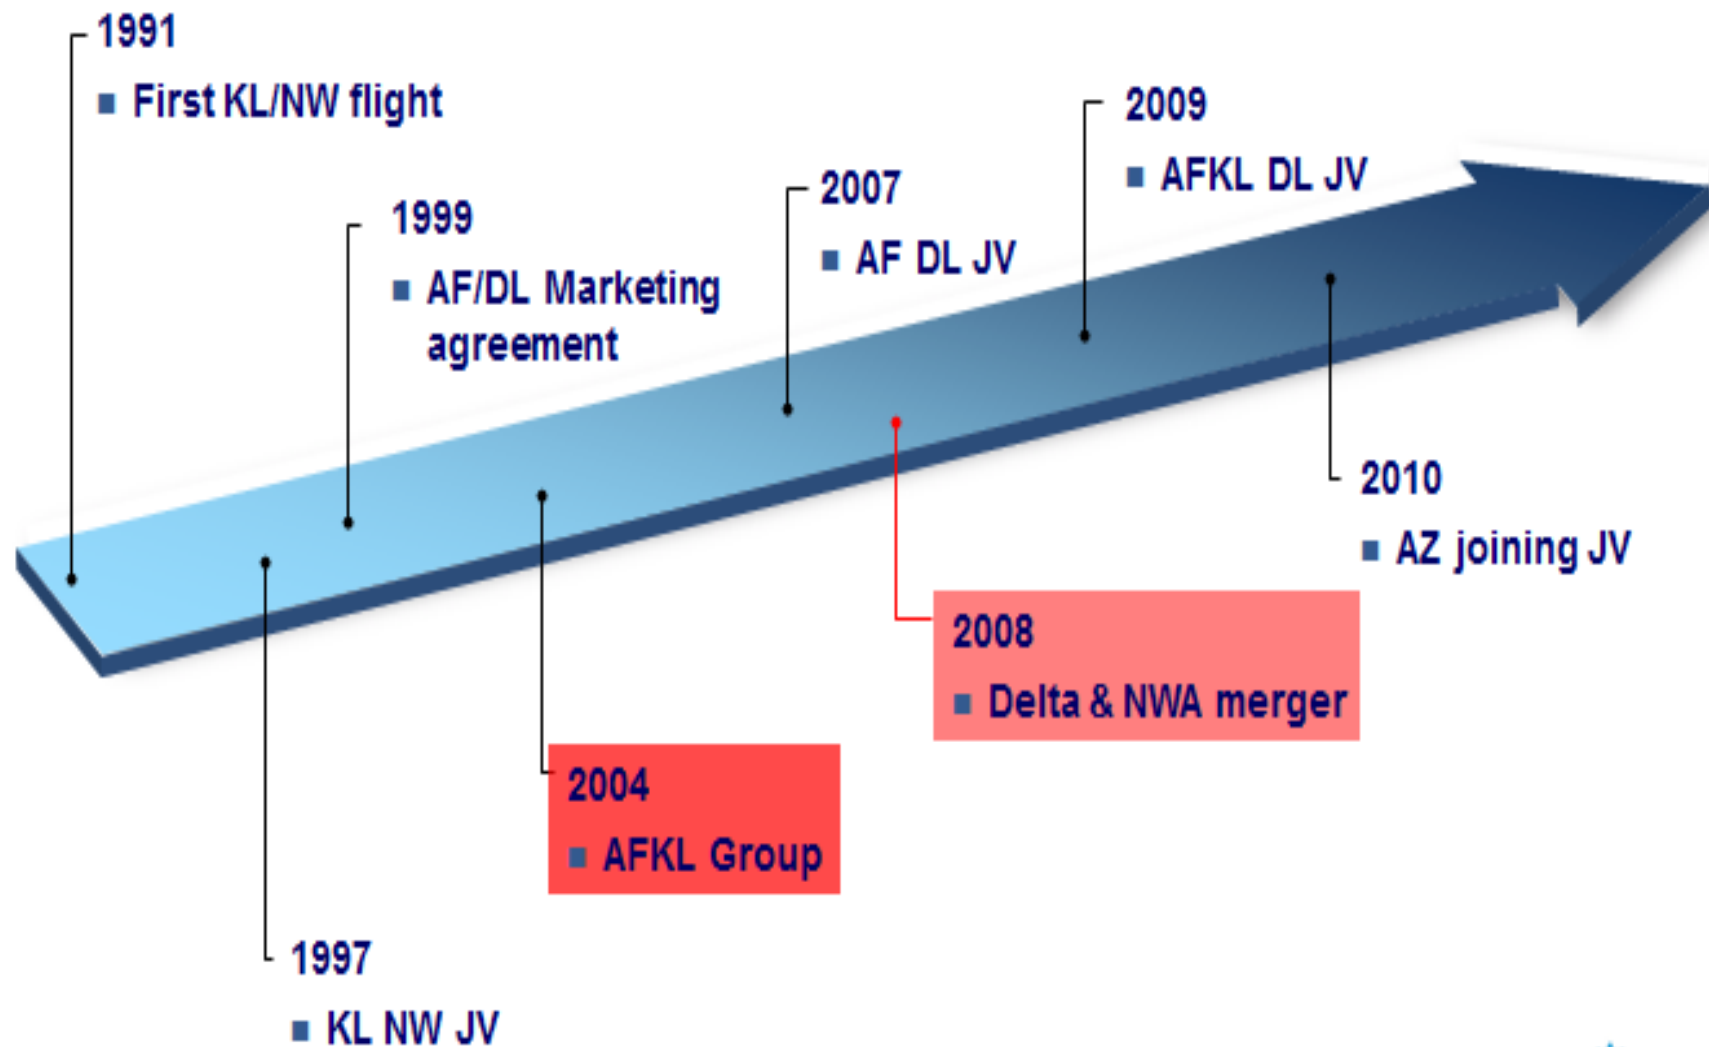 1991
▪ First KL/NW flight
1999
▪ AF/DL Marketing
agreement
2007
▪ AF DL JV
2009
▪ AFKL DL JV
2010
▪ AZ joining JV
2008
▪ Delta & NWA merger
2004
▪ AFKL Group
1997
▪ KL NW JV